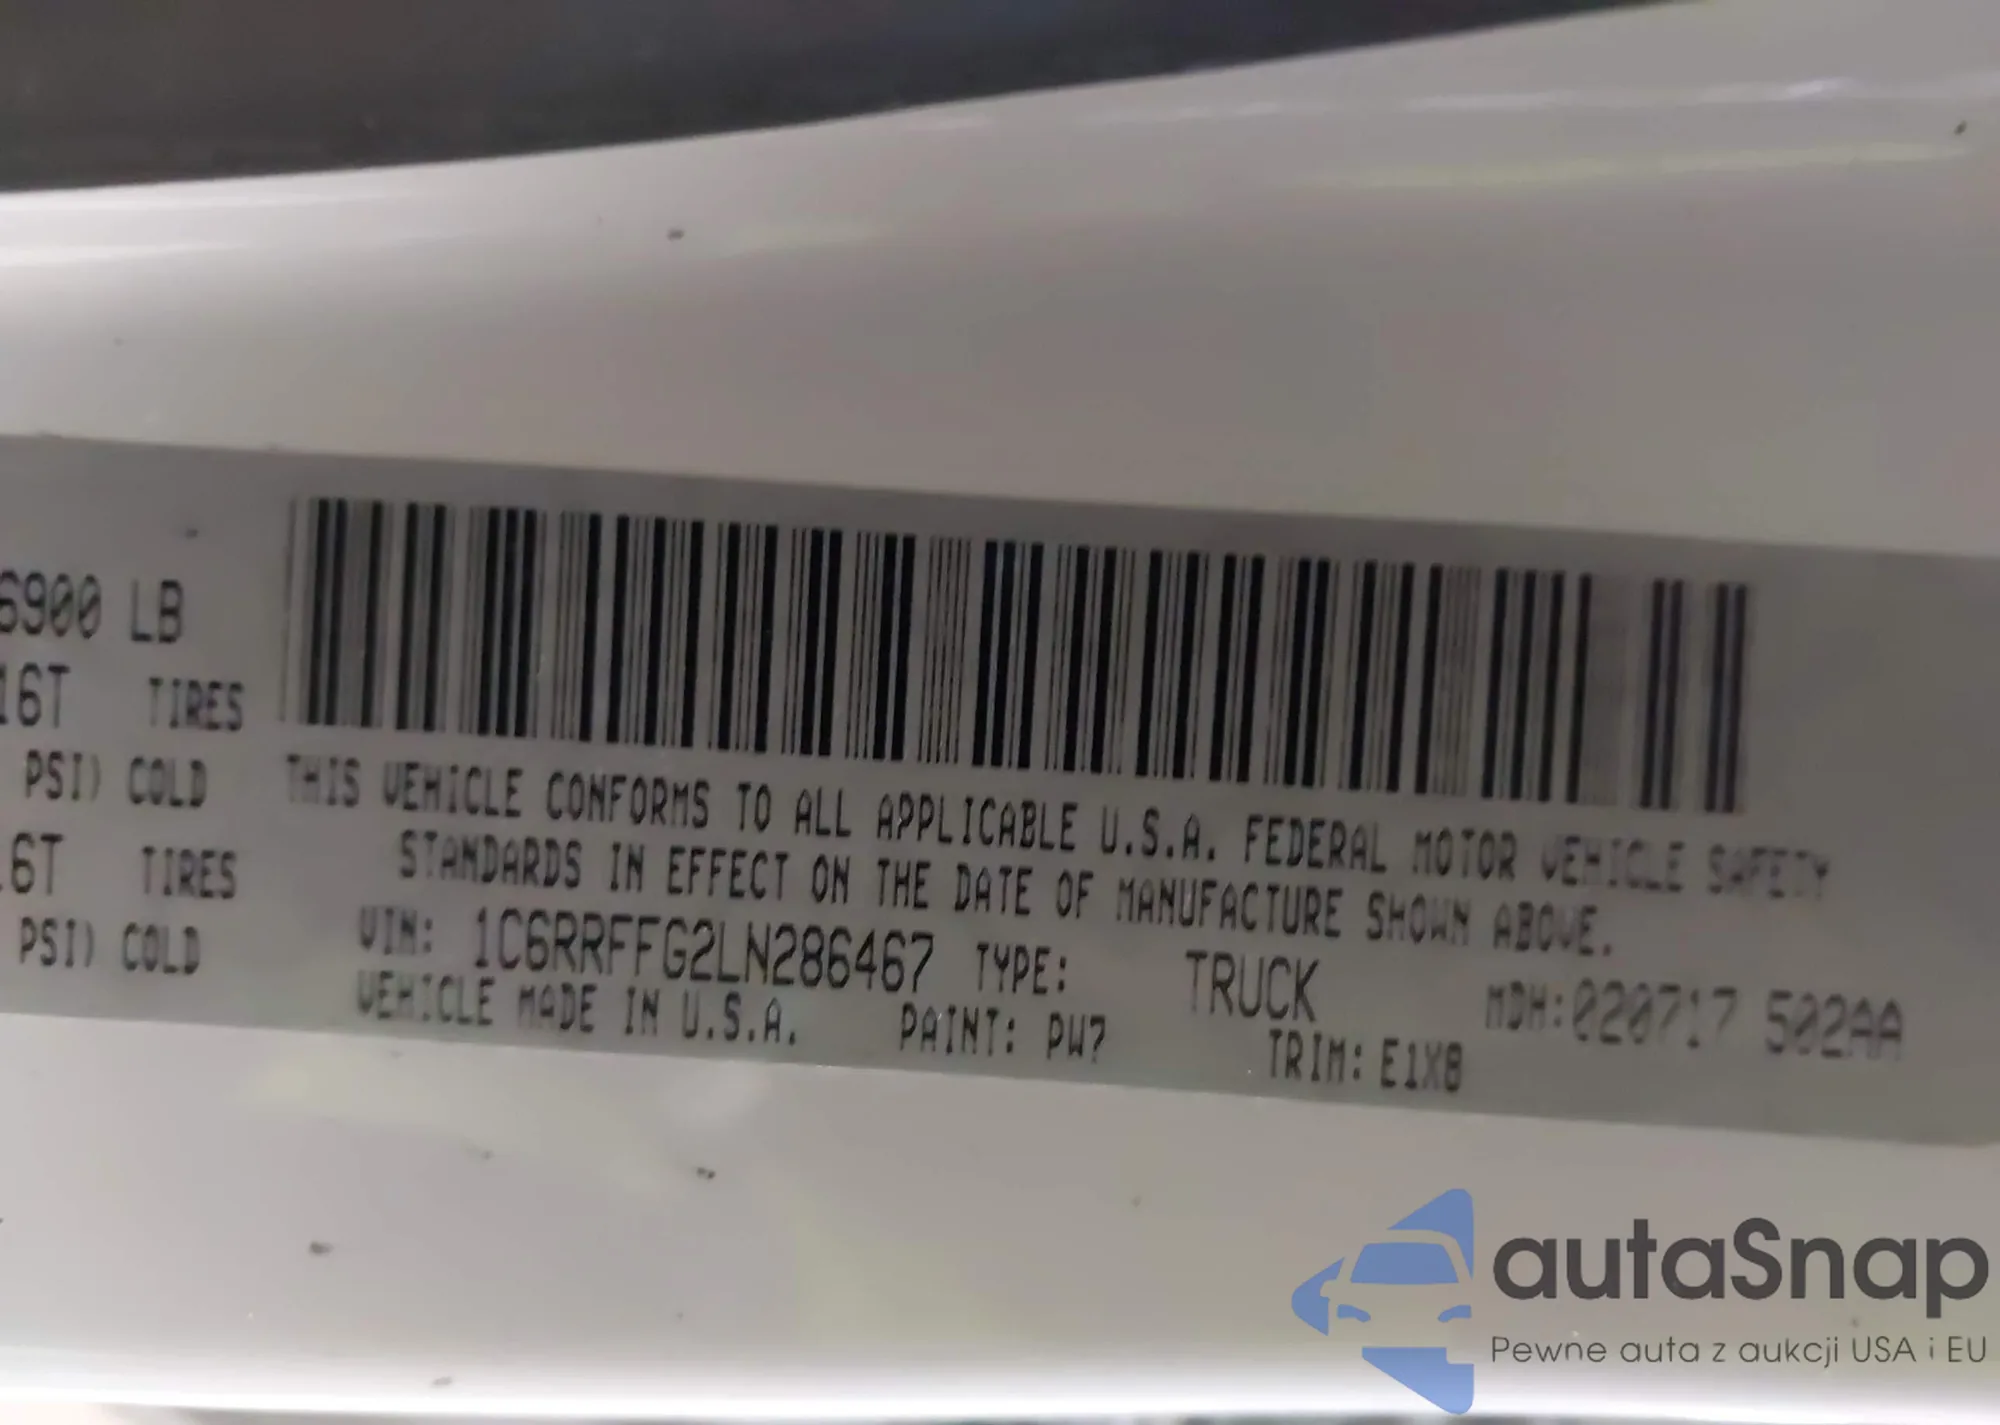 6900 LB
16T TIRES
PSI) COLD
.6T TIRES
PSI) COLD
THIS VEHICLE CONFORMS TO ALL APPLICABLE U.S.A. FEDERAL MOTOR VEHICLE SAFETY
STANDARDS IN EFFECT ON THE DATE OF MANUFACTURE SHOWN ABOVE.
VIN: 1C6RRFFG2LN286467 TYPE: TRUCK MDH:020717 502AA
VEHICLE MADE IN U.S.A. PAINT: PW7 TRIM: E1X8
autaSnap
Pewne auta z aukcji USA i EU